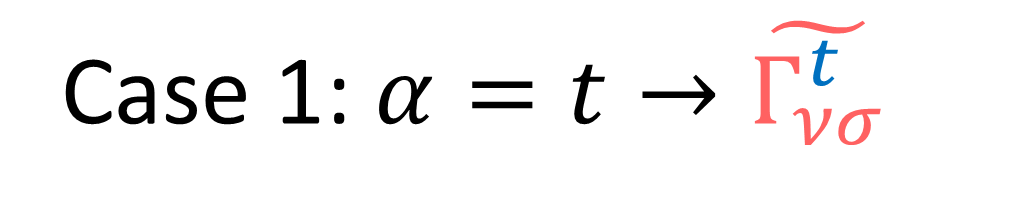 Case 1: 𝛼 = 𝑡 → Γ̃ᵗ_νσ